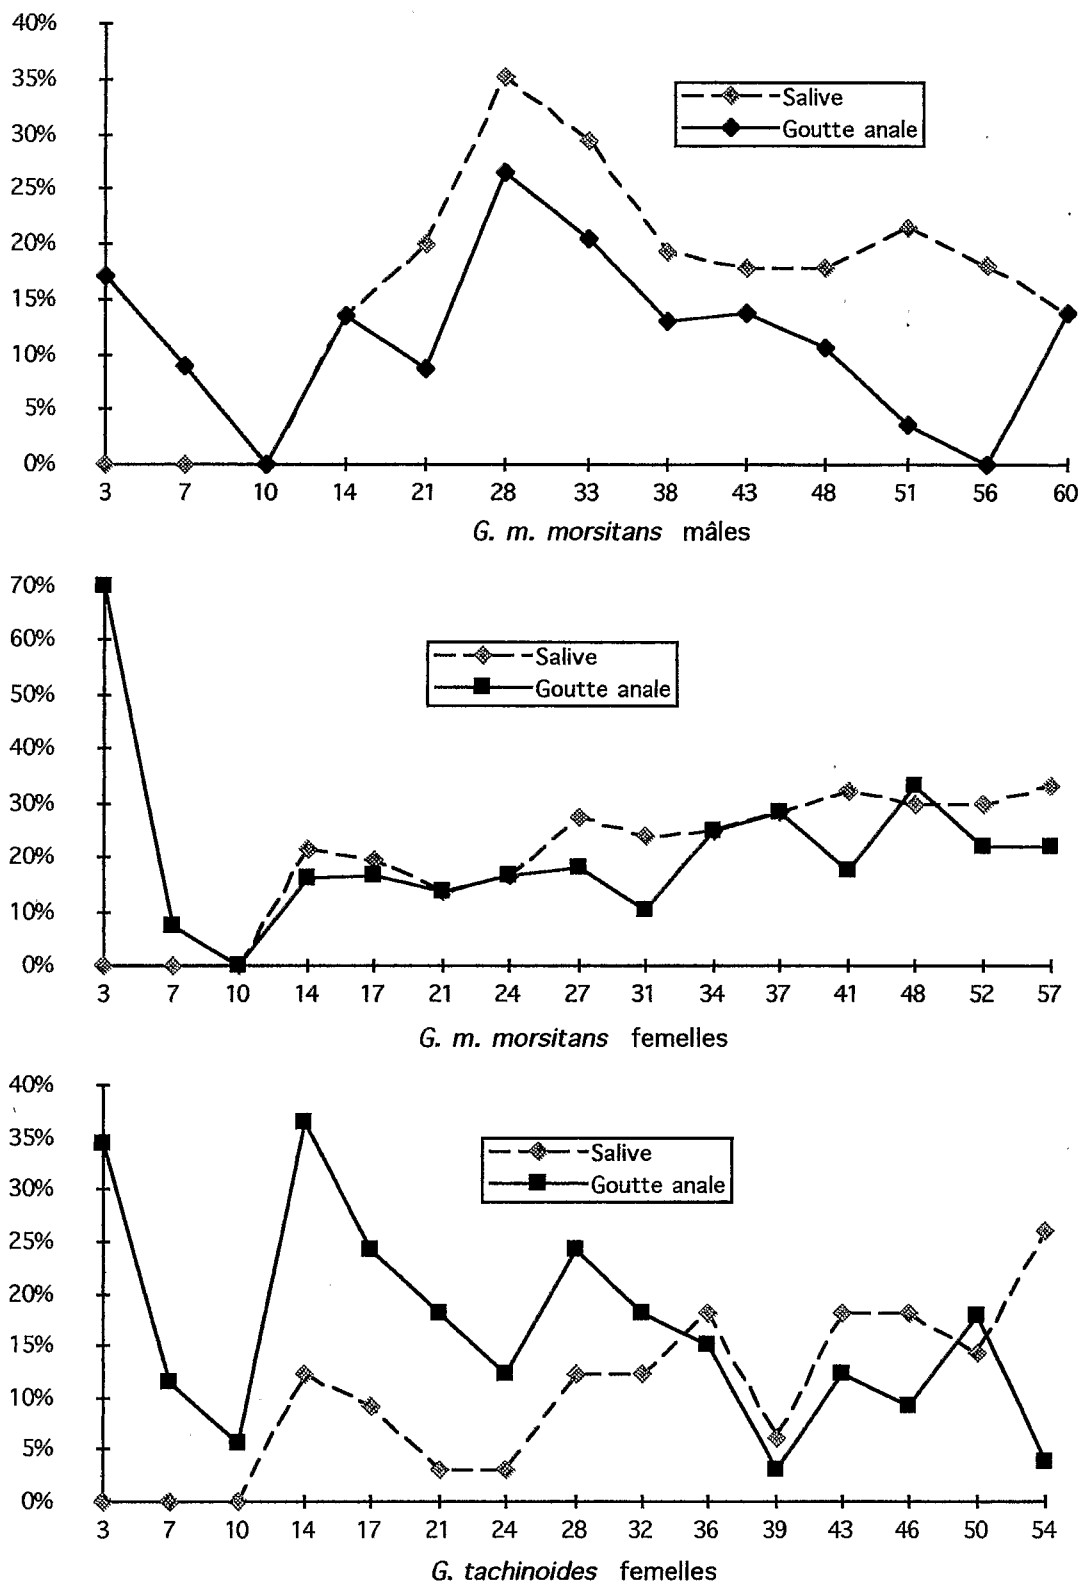 40%
35%
30%
25%
20%
15%
10%
5%
0%
Salive
Goutte anale
3 7 10 14 21 28 33 38 43 48 51 56 60
G. m. morsitans mâles
70%
60%
50%
40%
30%
20%
10%
0%
Salive
Goutte anale
3 7 10 14 17 21 24 27 31 34 37 41 48 52 57
G. m. morsitans femelles
40%
35%
30%
25%
20%
15%
10%
5%
0%
Salive
Goutte anale
3 7 10 14 17 21 24 28 32 36 39 43 46 50 54
G. tachinoides femelles